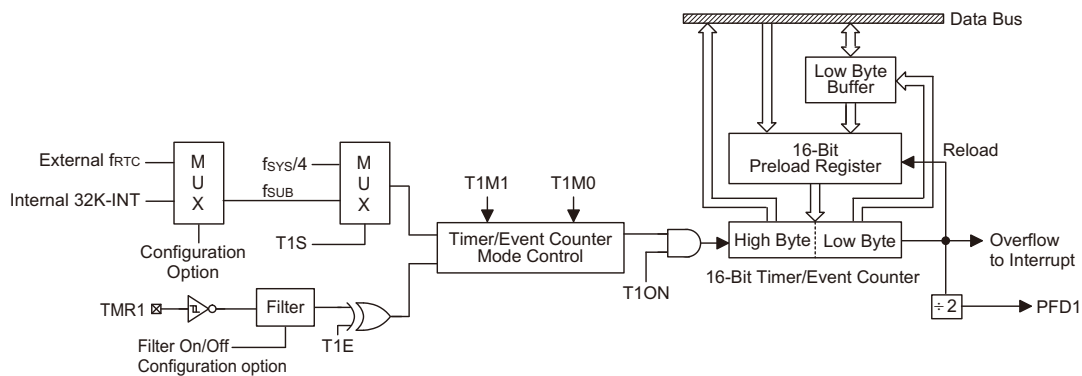 Data Bus
Low Byte
Buffer
16-Bit
Preload Register
Reload
External fRTC
Internal 32K-INT
M
U
X
Configuration
Option
fSYS/4
fSUB
M
U
X
T1S
T1M1
T1M0
Timer/Event Counter
Mode Control
T1ON
High Byte
Low Byte
16-Bit Timer/Event Counter
Overflow
to Interrupt
÷ 2
PFD1
TMR1
Filter
T1E
Filter On/Off
Configuration option